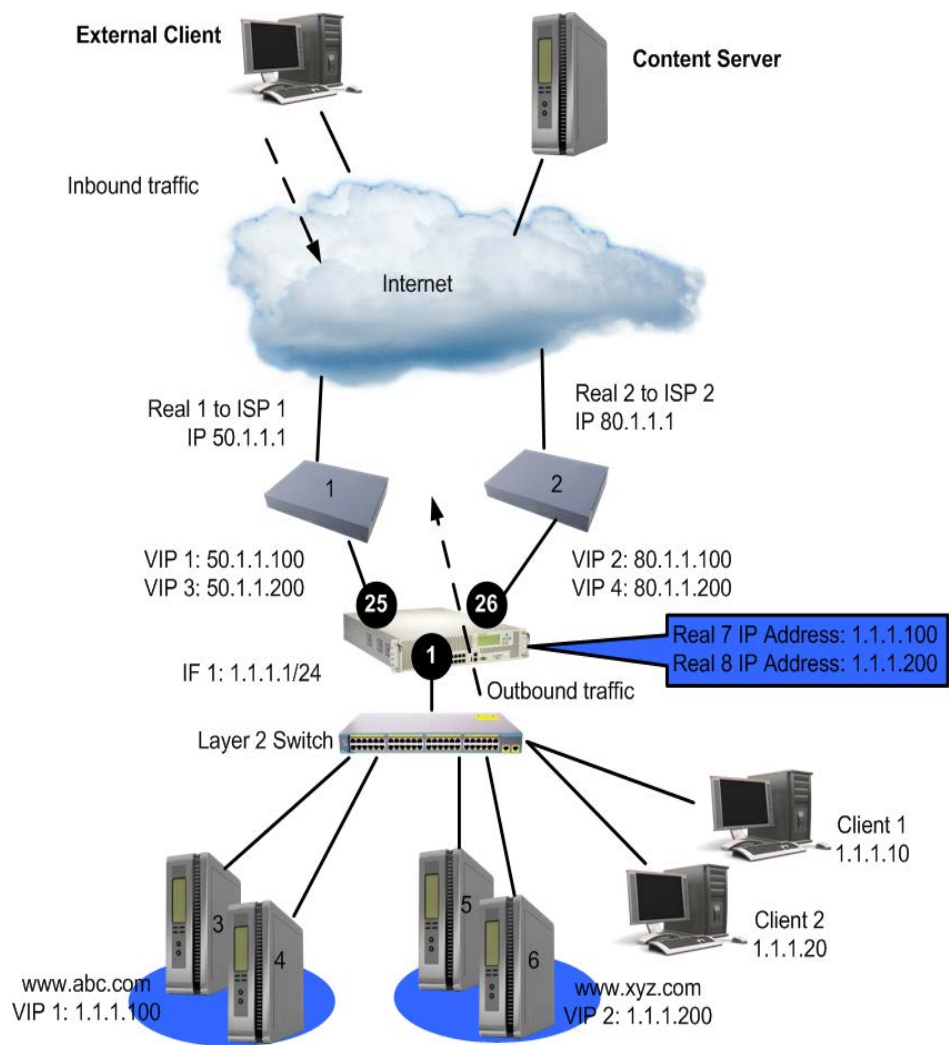 External Client
Content Server
Inbound traffic
Internet
Real 1 to ISP 1
IP 50.1.1.1
Real 2 to ISP 2
IP 80.1.1.1
1
2
VIP 1: 50.1.1.100
VIP 3: 50.1.1.200
VIP 2: 80.1.1.100
VIP 4: 80.1.1.200
25
26
1
Real 7 IP Address: 1.1.1.100
Real 8 IP Address: 1.1.1.200
IF 1: 1.1.1.1/24
Outbound traffic
Layer 2 Switch
Client 1
1.1.1.10
Client 2
1.1.1.20
3
4
5
6
www.abc.com
VIP 1: 1.1.1.100
www.xyz.com
VIP 2: 1.1.1.200